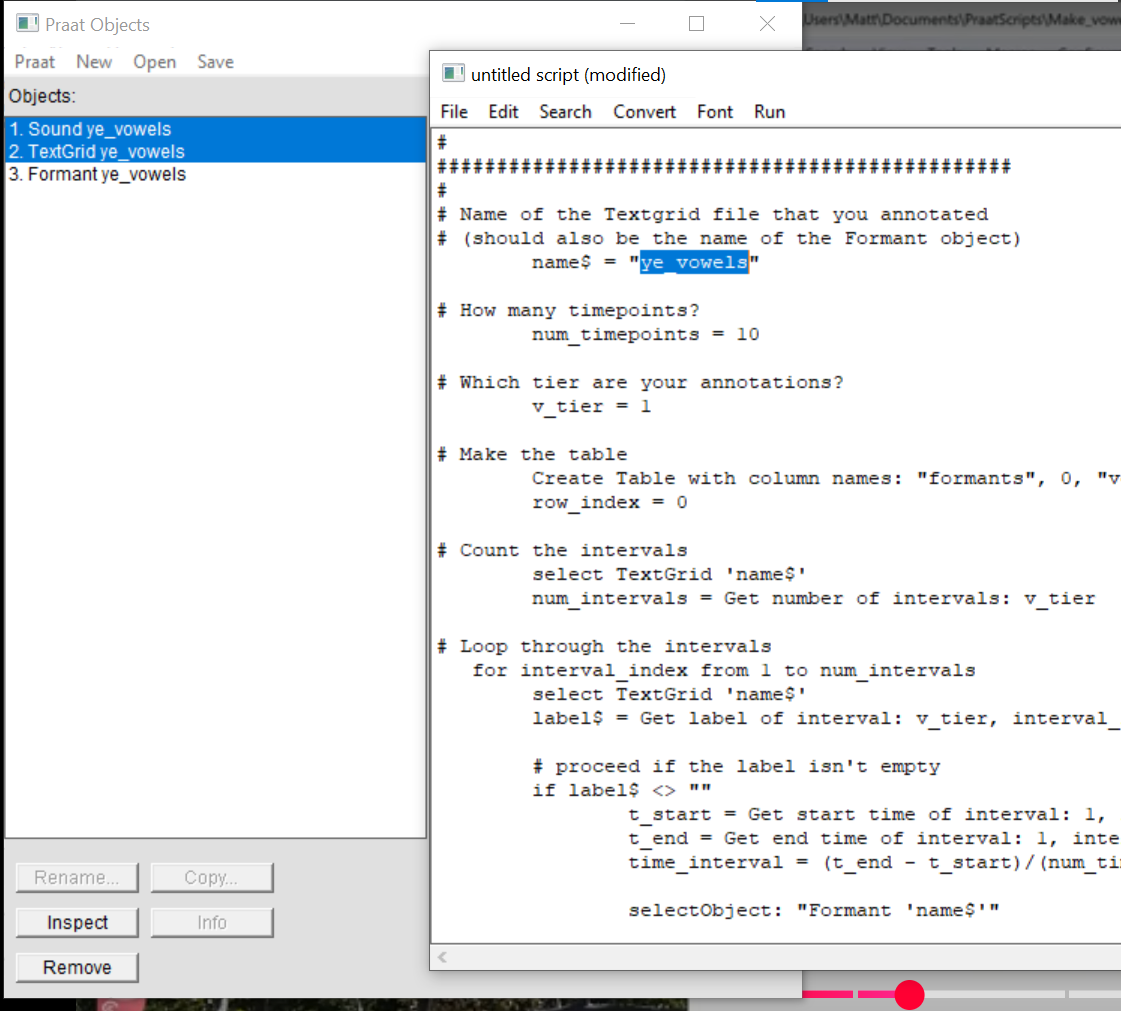 Praat Objects
Praat New Open Save
Objects:
1. Sound ye_vowels
2. TextGrid ye_vowels
3. Formant ye_vowels
Rename...
Copy...
Inspect
Info
Remove
Users\Matt\Documents\PraatScripts\Make_vowe
untitled script (modified)
File Edit Search Convert Font Run
#
################################################
#
# Name of the Textgrid file that you annotated
# (should also be the name of the Formant object)
name$ = "ye_vowels"
# How many timepoints?
num_timepoints = 10
# Which tier are your annotations?
v_tier = 1
# Make the table
Create Table with column names: "formants", 0, "v
row_index = 0
# Count the intervals
select TextGrid 'name$'
num_intervals = Get number of intervals: v_tier
# Loop through the intervals
for interval_index from 1 to num_intervals
select TextGrid 'name$'
label$ = Get label of interval: v_tier, interval_
# proceed if the label isn't empty
if label$ <> ""
t_start = Get start time of interval: 1,
t_end = Get end time of interval: 1, inte
time_interval = (t_end - t_start)/(num_ti
selectObject: "Formant 'name$'"